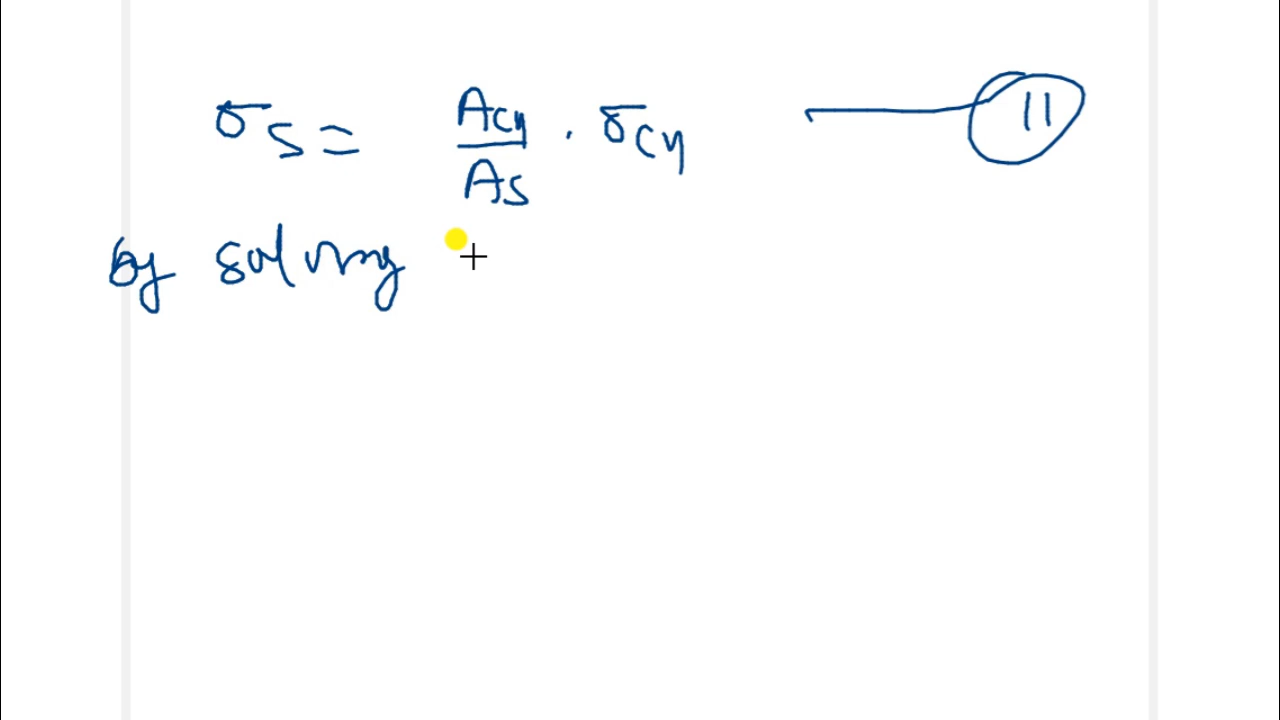 σs = Acy/As . σcy — 11
by solving